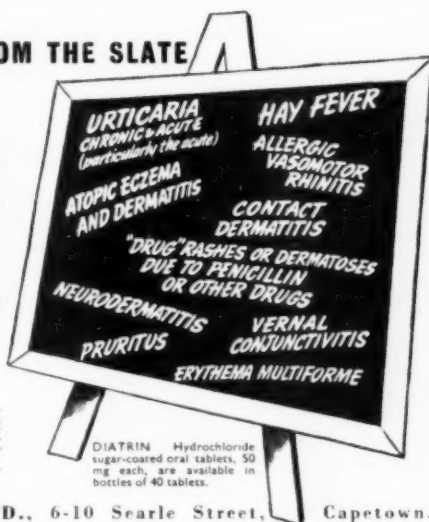 OM THE SLATE
URTICARIA
CHRONIC & ACUTE
(particularly the acute)
HAY FEVER
ALLERGIC
VASOMOTOR
RHINITIS
ATOPIC ECZEMA
AND DERMATITIS
CONTACT
DERMATITIS
"DRUG" RASHES OR DERMATOSES
DUE TO PENICILLIN
OR OTHER DRUGS
NEURODERMATITIS
VERNAL
CONJUNCTIVITIS
PRURITUS
ERYTHEMA MULTIFORME
DIATRIN Hydrochloride
sugar-coated oral tablets, 50
mg each, are available in
bottles of 40 tablets.
D., 6-10 Searle Street, Capetown.